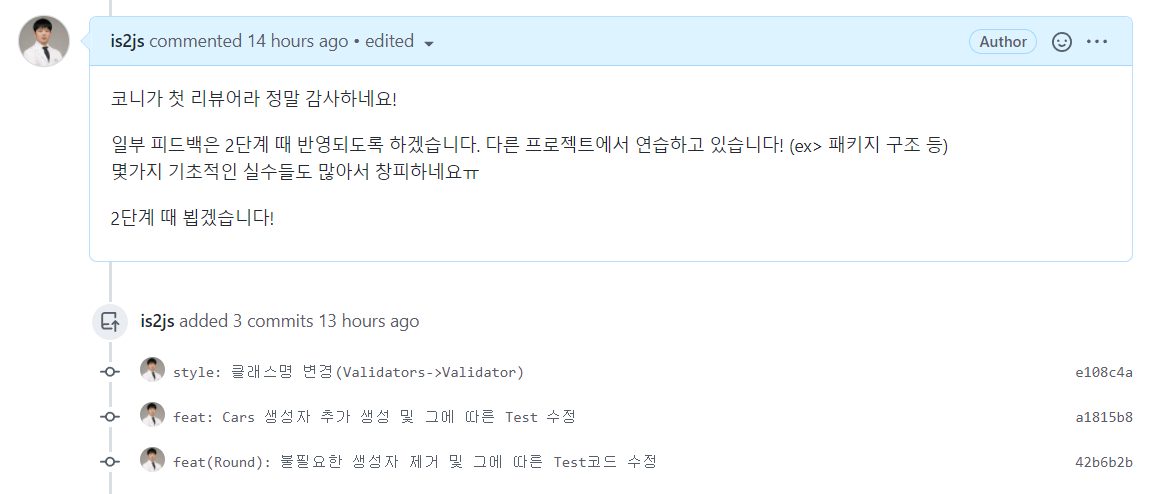 is2js commented 14 hours ago • edited
Author
코니가 첫 리뷰어라 정말 감사하네요!
일부 피드백은 2단계 때 반영되도록 하겠습니다. 다른 프로젝트에서 연습하고 있습니다! (ex> 패키지 구조 등)
몇가지 기초적인 실수들도 많아서 창피하네요ㅠ
2단계 때 뵙겠습니다!
is2js added 3 commits 13 hours ago
style: 클래스명 변경(Validators->Validator) e108c4a
feat: Cars 생성자 추가 생성 및 그에 따른 Test 수정 a1815b8
feat(Round): 불필요한 생성자 제거 및 그에 따른 Test코드 수정 42b6b2b